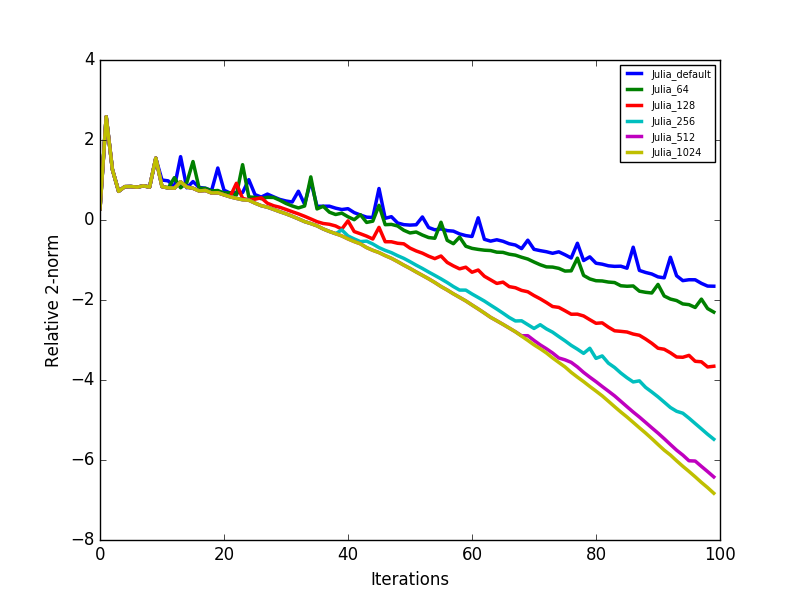 4
2
0
−2
−4
−6
−8
0
20
40
60
80
100
Relative 2-norm
Iterations
Julia_default
Julia_64
Julia_128
Julia_256
Julia_512
Julia_1024